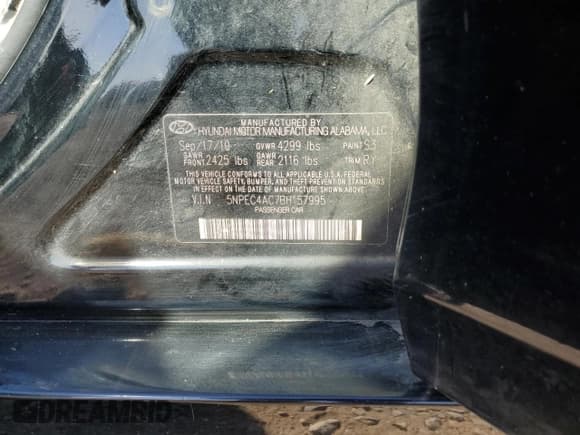 MANUFACTURED BY
HYUNDAI MOTOR MANUFACTURING ALABAMA, LLC
Sep/17/10 GVWR 4299 lbs PAINT S3
GAWR FRONT 2425 lbs GAWR REAR 2116 lbs TRIM RY
THIS VEHICLE CONFORMS TO ALL APPLICABLE U.S.A. FEDERAL
MOTOR VEHICLE SAFETY, BUMPER, AND THEFT PREVENTION STANDARDS
IN EFFECT ON THE DATE OF MANUFACTURE SHOWN ABOVE.
V.I.N 5NPEC4AC7BH157995
PASSENGER CAR
DREAMBID